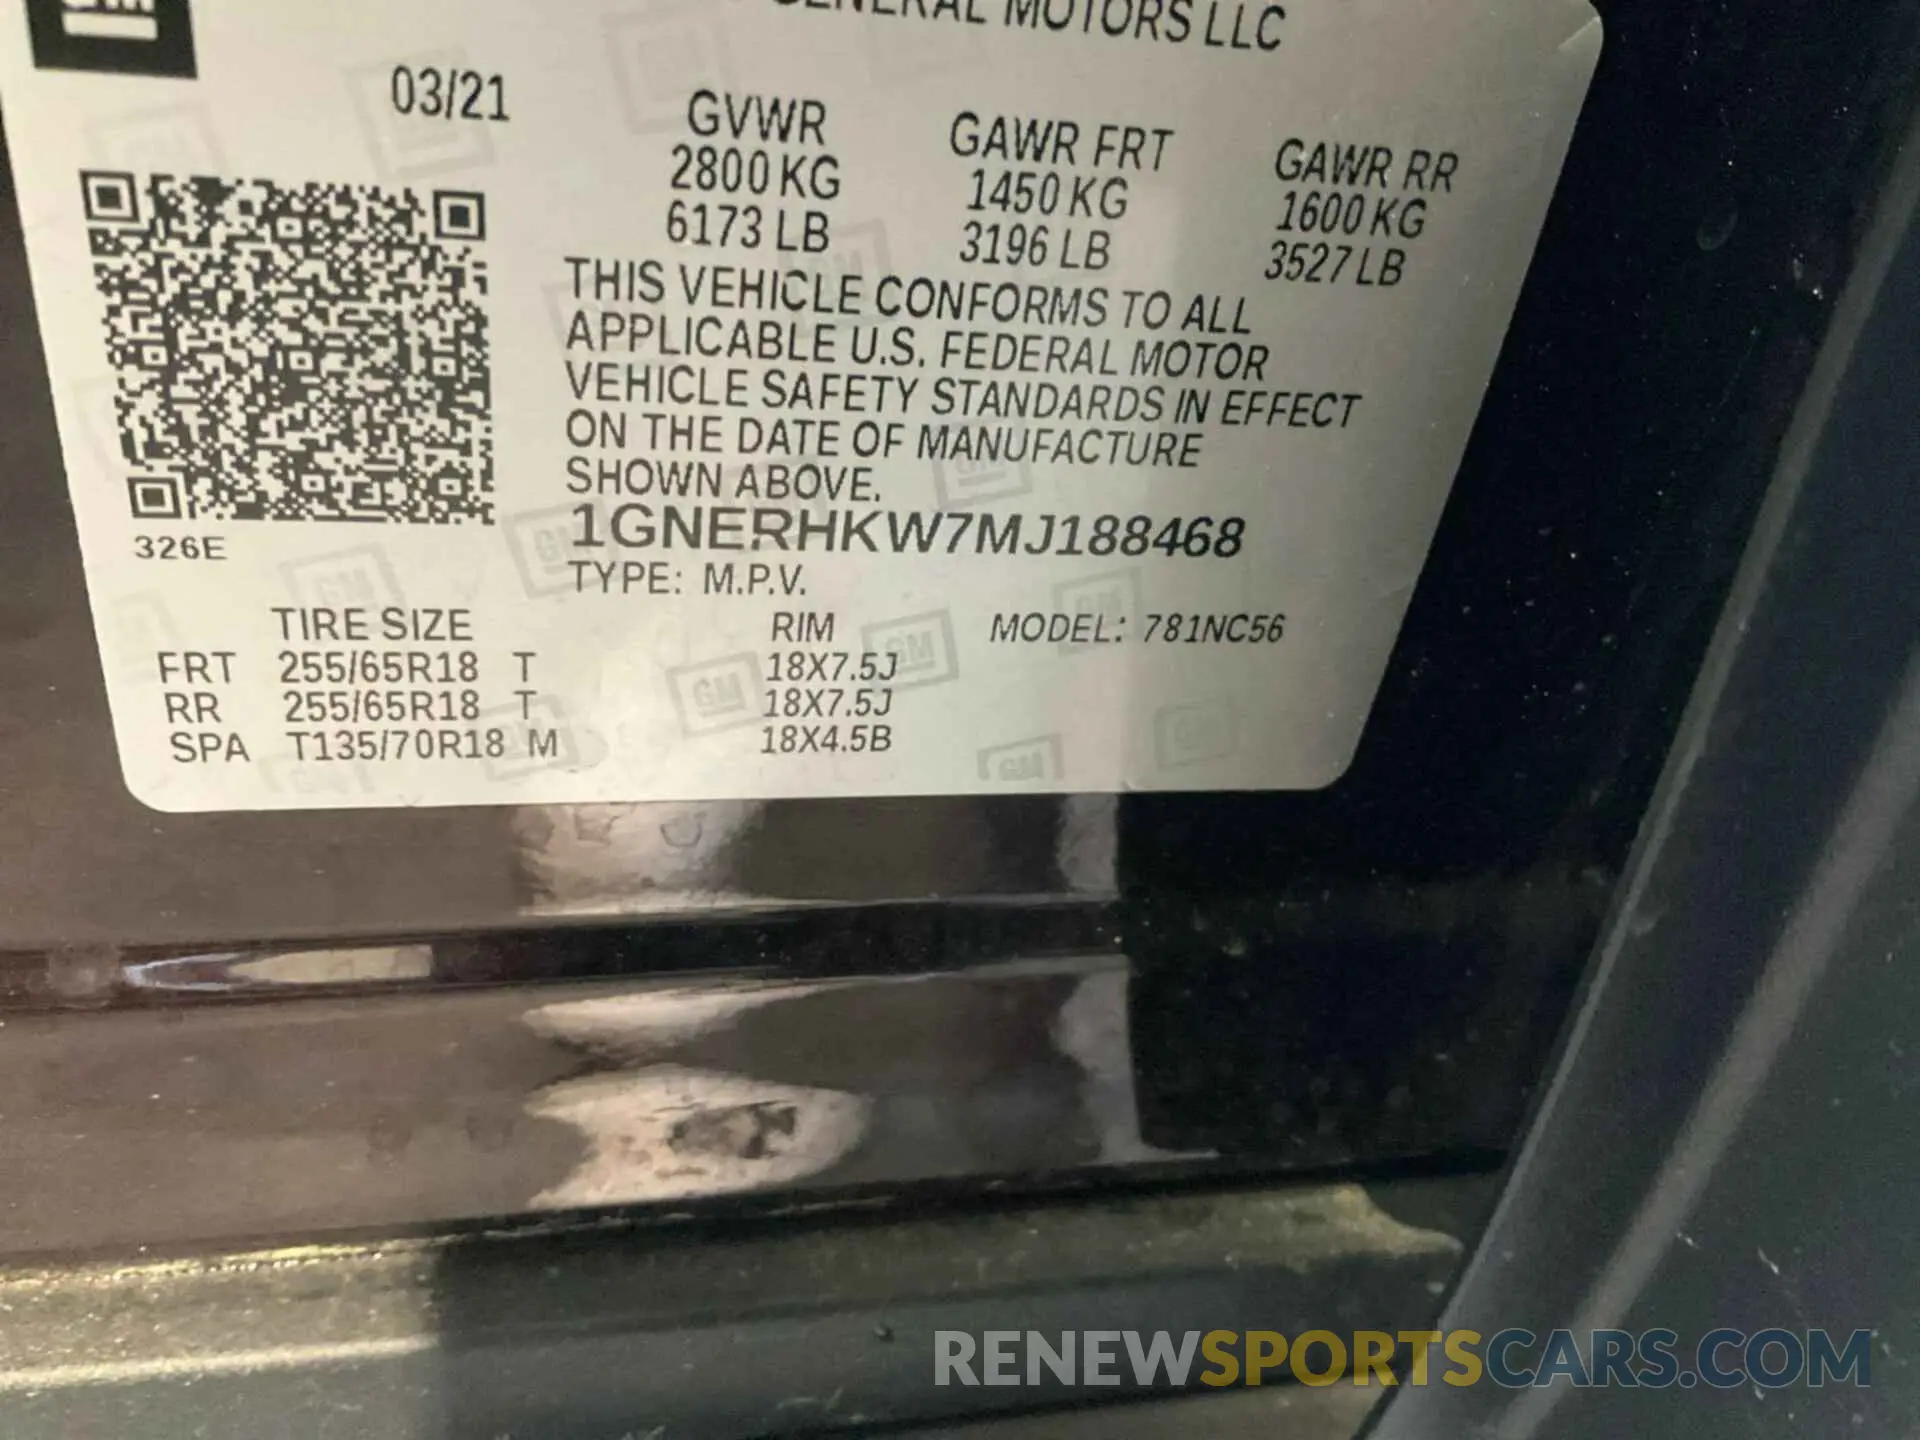 GENERAL MOTORS LLC
03/21
GVWR
2800 KG
6173 LB
GAWR FRT
1450 KG
3196 LB
GAWR RR
1600 KG
3527 LB
THIS VEHICLE CONFORMS TO ALL
APPLICABLE U.S. FEDERAL MOTOR
VEHICLE SAFETY STANDARDS IN EFFECT
ON THE DATE OF MANUFACTURE
SHOWN ABOVE.
1GNERHKW7MJ188468
326E
TYPE: M.P.V.
TIRE SIZE RIM MODEL: 781NC56
FRT 255/65R18 T 18X7.5J
RR 255/65R18 T 18X7.5J
SPA T135/70R18 M 18X4.5B
RENEWSPORTSCARS.COM